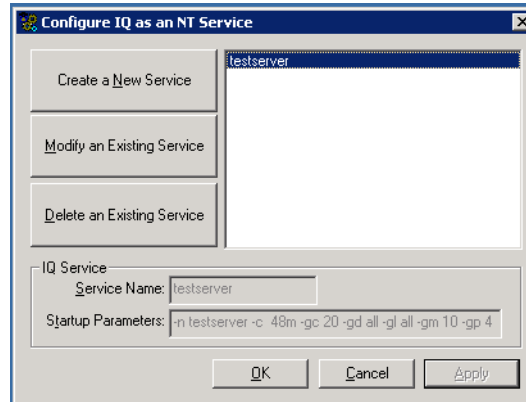 Configure IQ as an NT Service
Create a New Service
testserver
Modify an Existing Service
Delete an Existing Service
IQ Service
Service Name: testserver
Startup Parameters: -n testserver -c 48m -gc 20 -gd all -gl all -gm 10 -gp 4
OK Cancel Apply